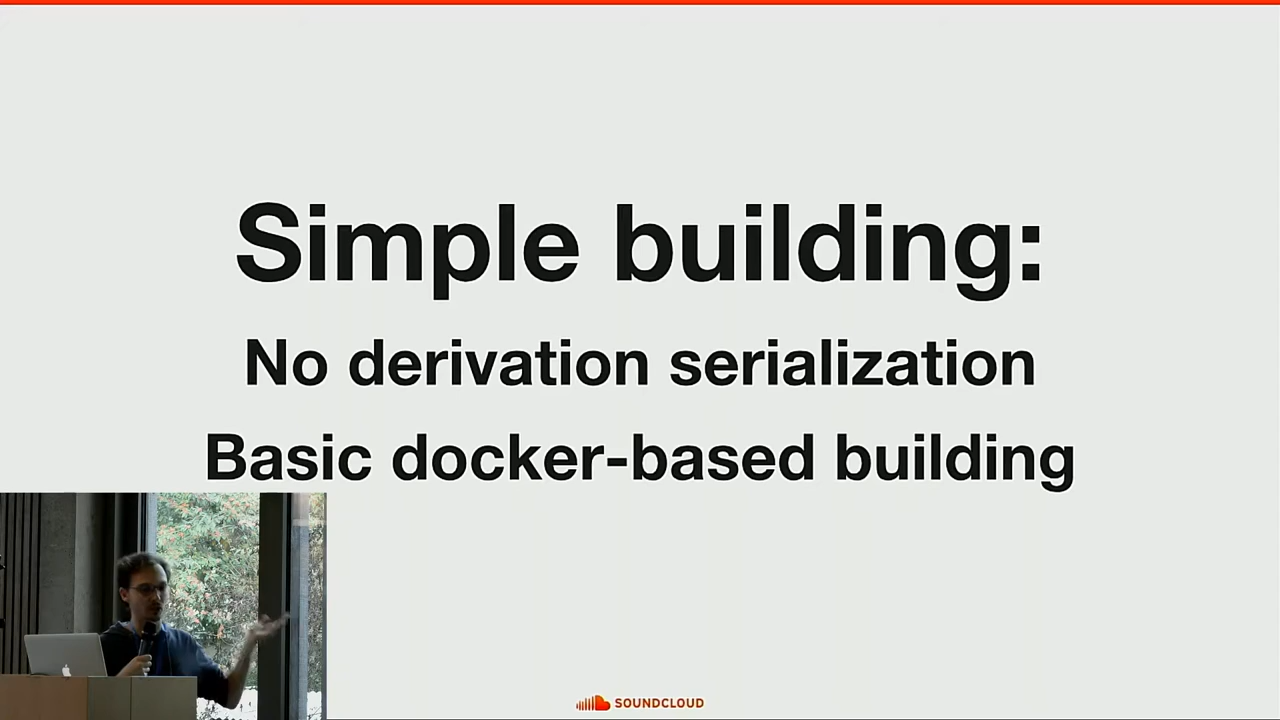 Simple building:
No derivation serialization
Basic docker-based building
SOUNDCLOUD